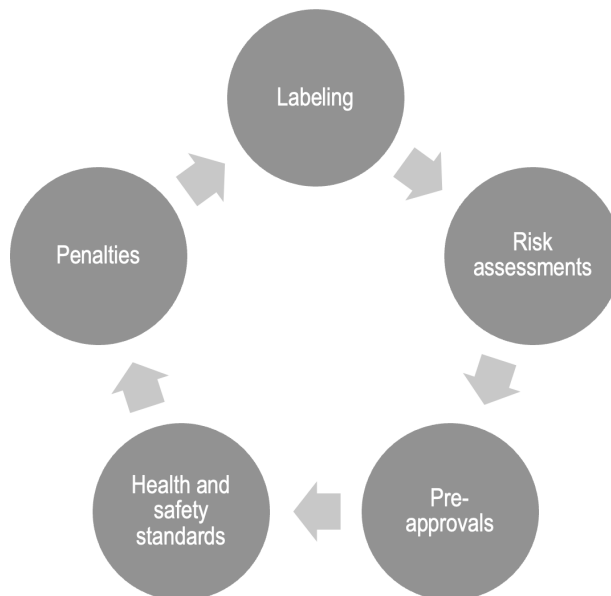 Labeling
Risk
assessments
Pre-
approvals
Health and
safety
standards
Penalties